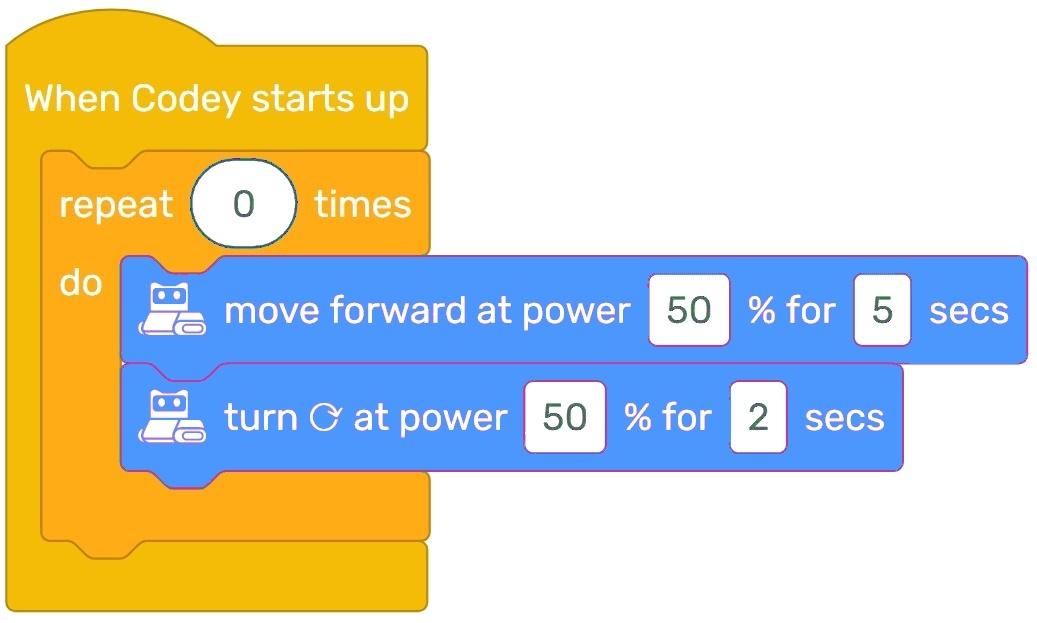 When Codey starts up
repeat 0 times
do
move forward at power 50 % for 5 secs
turn ⟳ at power 50 % for 2 secs